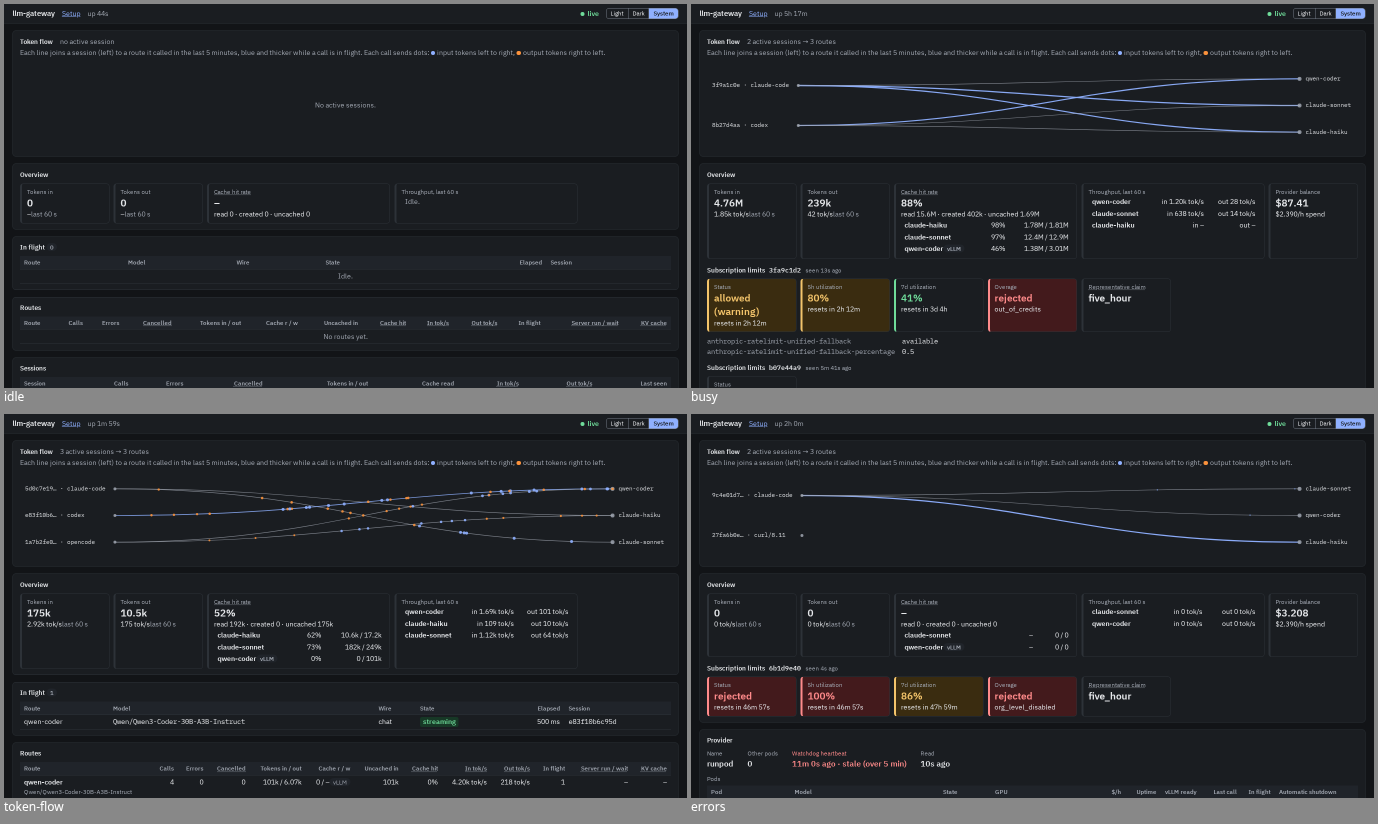 llm-gateway Setup up 44s live Light Dark System
Token flow no active session
Each line joins a session (left) to a route it called in the last 5 minutes, blue and thicker while a call is in flight. Each call sends dots: input tokens left to right, output tokens right to left.
No active sessions.
Overview
Tokens in Tokens out Cache hit rate Throughput, last 60 s
0 0 – Idle.
–last 60 s –last 60 s read 0 · created 0 · uncached 0
In flight 0
Route Model Wire State Elapsed Session
Idle.
Routes
Route Calls Errors Cancelled Tokens in / out Cache r / w Uncached in Cache hit In tok/s Out tok/s In flight Server run / wait KV cache
No routes yet.
Sessions
Session Calls Errors Cancelled Tokens in / out Cache read In tok/s Out tok/s Last seen
idle
llm-gateway Setup up 5h 17m live Light Dark System
Token flow 2 active sessions → 3 routes
Each line joins a session (left) to a route it called in the last 5 minutes, blue and thicker while a call is in flight. Each call sends dots: input tokens left to right, output tokens right to left.
qwen-coder
3f9a1c0e · claude-code
claude-sonnet
8b27d4aa · codex
claude-haiku
Overview
Tokens in Tokens out Cache hit rate Throughput, last 60 s Provider balance
4.76M 239k 88% qwen-coder in 1.20k tok/s out 28 tok/s $87.41
1.85k tok/slast 60 s 42 tok/slast 60 s read 15.6M · created 402k · uncached 1.69M claude-sonnet in 638 tok/s out 14 tok/s $2.390/h spend
claude-haiku 98% 1.78M / 1.81M claude-haiku in – out –
claude-sonnet 97% 12.4M / 12.9M
qwen-coder vLLM 46% 1.38M / 3.01M
Subscription limits 3fa9c1d2 seen 13s ago
Status 5h utilization 7d utilization Overage Representative claim
allowed (warning) 80% 41% rejected five_hour
resets in 2h 12m resets in 2h 12m resets in 3d 4h out_of_credits
anthropic-ratelimit-unified-fallback available
anthropic-ratelimit-unified-fallback-percentage 0.5
Subscription limits b07e44a9 seen 5m 41s ago
Status
busy
llm-gateway Setup up 1m 59s live Light Dark System
Token flow 3 active sessions → 3 routes
Each line joins a session (left) to a route it called in the last 5 minutes, blue and thicker while a call is in flight. Each call sends dots: input tokens left to right, output tokens right to left.
5d0c7e19… · claude-code qwen-coder
e83f10b6… · codex claude-haiku
1a7b2fe0… · opencode claude-sonnet
Overview
Tokens in Tokens out Cache hit rate Throughput, last 60 s
175k 10.5k 52% qwen-coder in 1.69k tok/s out 101 tok/s
2.92k tok/slast 60 s 175 tok/slast 60 s read 192k · created 0 · uncached 175k claude-haiku in 109 tok/s out 10 tok/s
claude-haiku 62% 10.6k / 17.2k claude-sonnet in 1.12k tok/s out 64 tok/s
claude-sonnet 73% 182k / 249k
qwen-coder vLLM 0% 0 / 101k
In flight 1
Route Model Wire State Elapsed Session
qwen-coder Qwen/Qwen3-Coder-30B-A3B-Instruct chat streaming 500 ms e83f10b6c95d
Routes
Route Calls Errors Cancelled Tokens in / out Cache r / w Uncached in Cache hit In tok/s Out tok/s In flight Server run / wait KV cache
qwen-coder 4 0 0 101k / 6.07k 0 / – vLLM 101k 0% 4.20k tok/s 218 tok/s 1 – –
Qwen/Qwen3-Coder-30B-A3B-Instruct
token-flow
llm-gateway Setup up 2h 0m live Light Dark System
Token flow 2 active sessions → 3 routes
Each line joins a session (left) to a route it called in the last 5 minutes, blue and thicker while a call is in flight. Each call sends dots: input tokens left to right, output tokens right to left.
claude-sonnet
9c4e01d7… · claude-code
qwen-coder
27fa6b0e… · curl/8.11
claude-haiku
Overview
Tokens in Tokens out Cache hit rate Throughput, last 60 s Provider balance
0 0 – claude-sonnet in 0 tok/s out 0 tok/s $3.208
0 tok/slast 60 s 0 tok/slast 60 s read 0 · created 0 · uncached 0 qwen-coder in 0 tok/s out 0 tok/s $2.390/h spend
claude-sonnet – 0 / 0
qwen-coder vLLM – 0 / 0
Subscription limits 6b1d9e40 seen 4s ago
Status 5h utilization 7d utilization Overage Representative claim
rejected 100% 86% rejected five_hour
resets in 46m 57s resets in 46m 57s resets in 47h 59m org_level_disabled
Provider
Name Other pods Watchdog heartbeat Read
runpod 0 11m 0s ago · stale (over 5 min) 10s ago
Pods
Pod Model State GPU $/h Uptime vLLM ready Last call In flight Automatic shutdown
errors